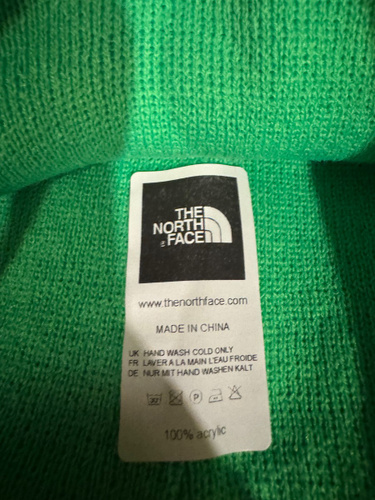 THE
NORTH
FACE
www.thenorthface.com
MADE IN CHINA
UK HAND WASH COLD ONLY
FR LAVER A LA MAIN L'EAU FROIDE
DE NUR MIT HAND WASHEN KALT
P
100% acrylic